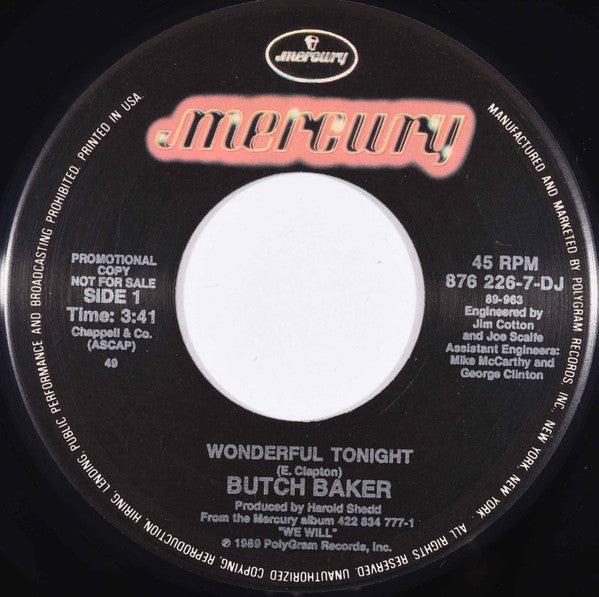 mercury
mercury
PROMOTIONAL
COPY
NOT FOR SALE
SIDE 1
Time: 3:41
Chappell & Co.
(ASCAP)
49
45 RPM
876 226-7-DJ
89-963
Engineered by
Jim Cotton
and Joe Scaife
Assistant Engineers:
Mike McCarthy and
George Clinton
WONDERFUL TONIGHT
(E. Clapton)
BUTCH BAKER
Produced by Harold Shedd
From the Mercury album 422 834 777-1
"WE WILL"
℗ 1989 PolyGram Records, Inc.
MANUFACTURED AND MARKETED BY POLYGRAM RECORDS, INC. NEW YORK, NEW YORK. ALL RIGHTS RESERVED. UNAUTHORIZED COPYING, REPRODUCTION, HIRING, LENDING, PUBLIC PERFORMANCE AND BROADCASTING PROHIBITED. PRINTED IN USA.